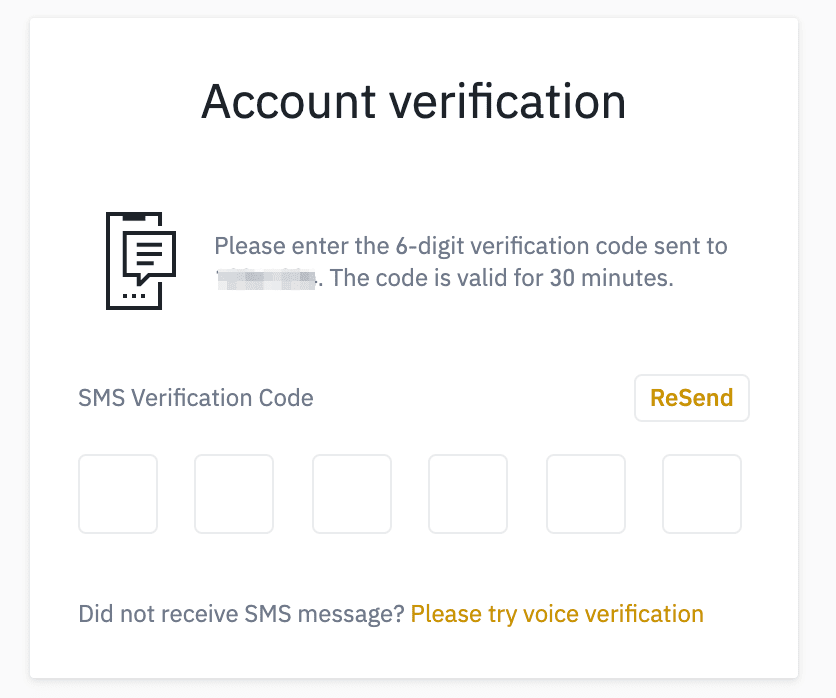 Account verification
Please enter the 6-digit verification code sent to
. The code is valid for 30 minutes.
SMS Verification Code
ReSend
Did not receive SMS message? Please try voice verification